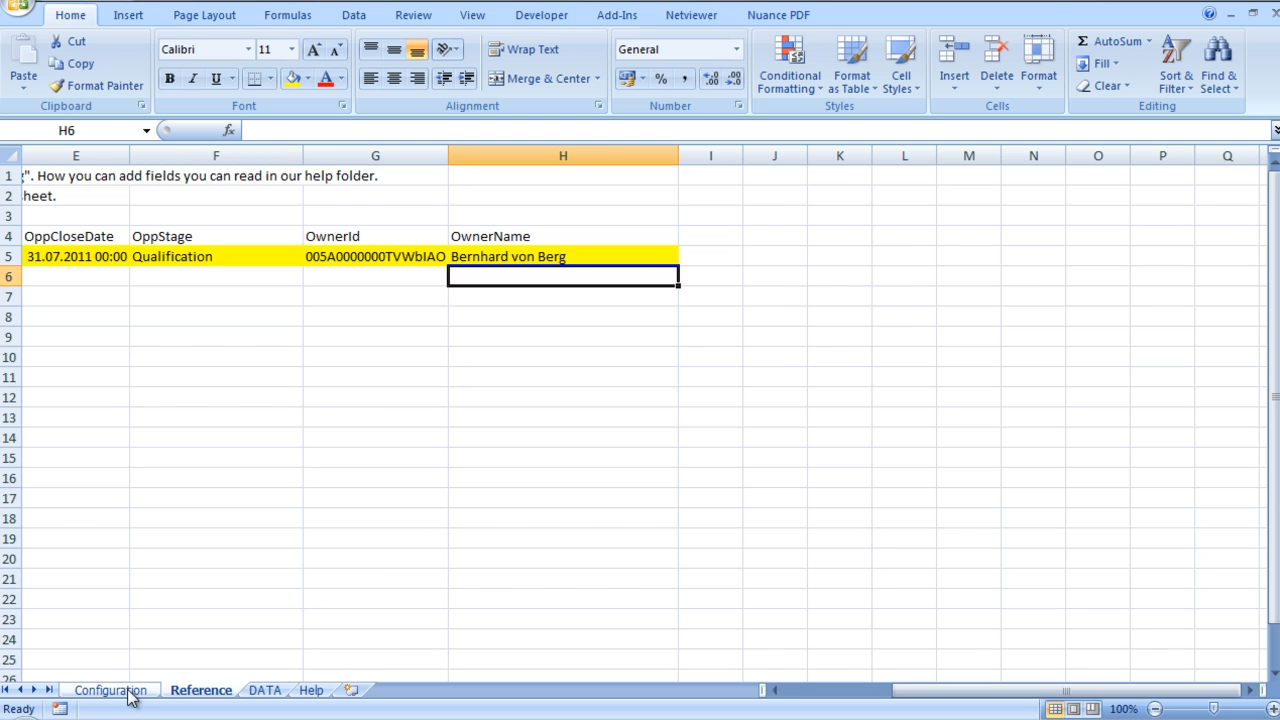 Home Insert Page Layout Formulas Data Review View Developer Add-Ins Netviewer Nuance PDF
Paste
Cut
Copy
Format Painter
Clipboard
Calibri 11
B I U
Font
Wrap Text
Merge & Center
Alignment
General
% ,
Number
Conditional Formatting
Format as Table
Cell Styles
Styles
Insert
Delete
Format
Cells
AutoSum
Fill
Clear
Sort & Filter
Find & Select
Editing
H6 fx
E F G H I J K L M N O P Q
1 ". How you can add fields you can read in our help folder.
2 heet.
3
4 OppCloseDate OppStage OwnerId OwnerName
5 31.07.2011 00:00 Qualification 005A0000000TVWbIAO Bernhard von Berg
6
7
8
9
10
11
12
13
14
15
16
17
18
19
20
21
22
23
24
25
26
Configuration Reference DATA Help
Ready 100%